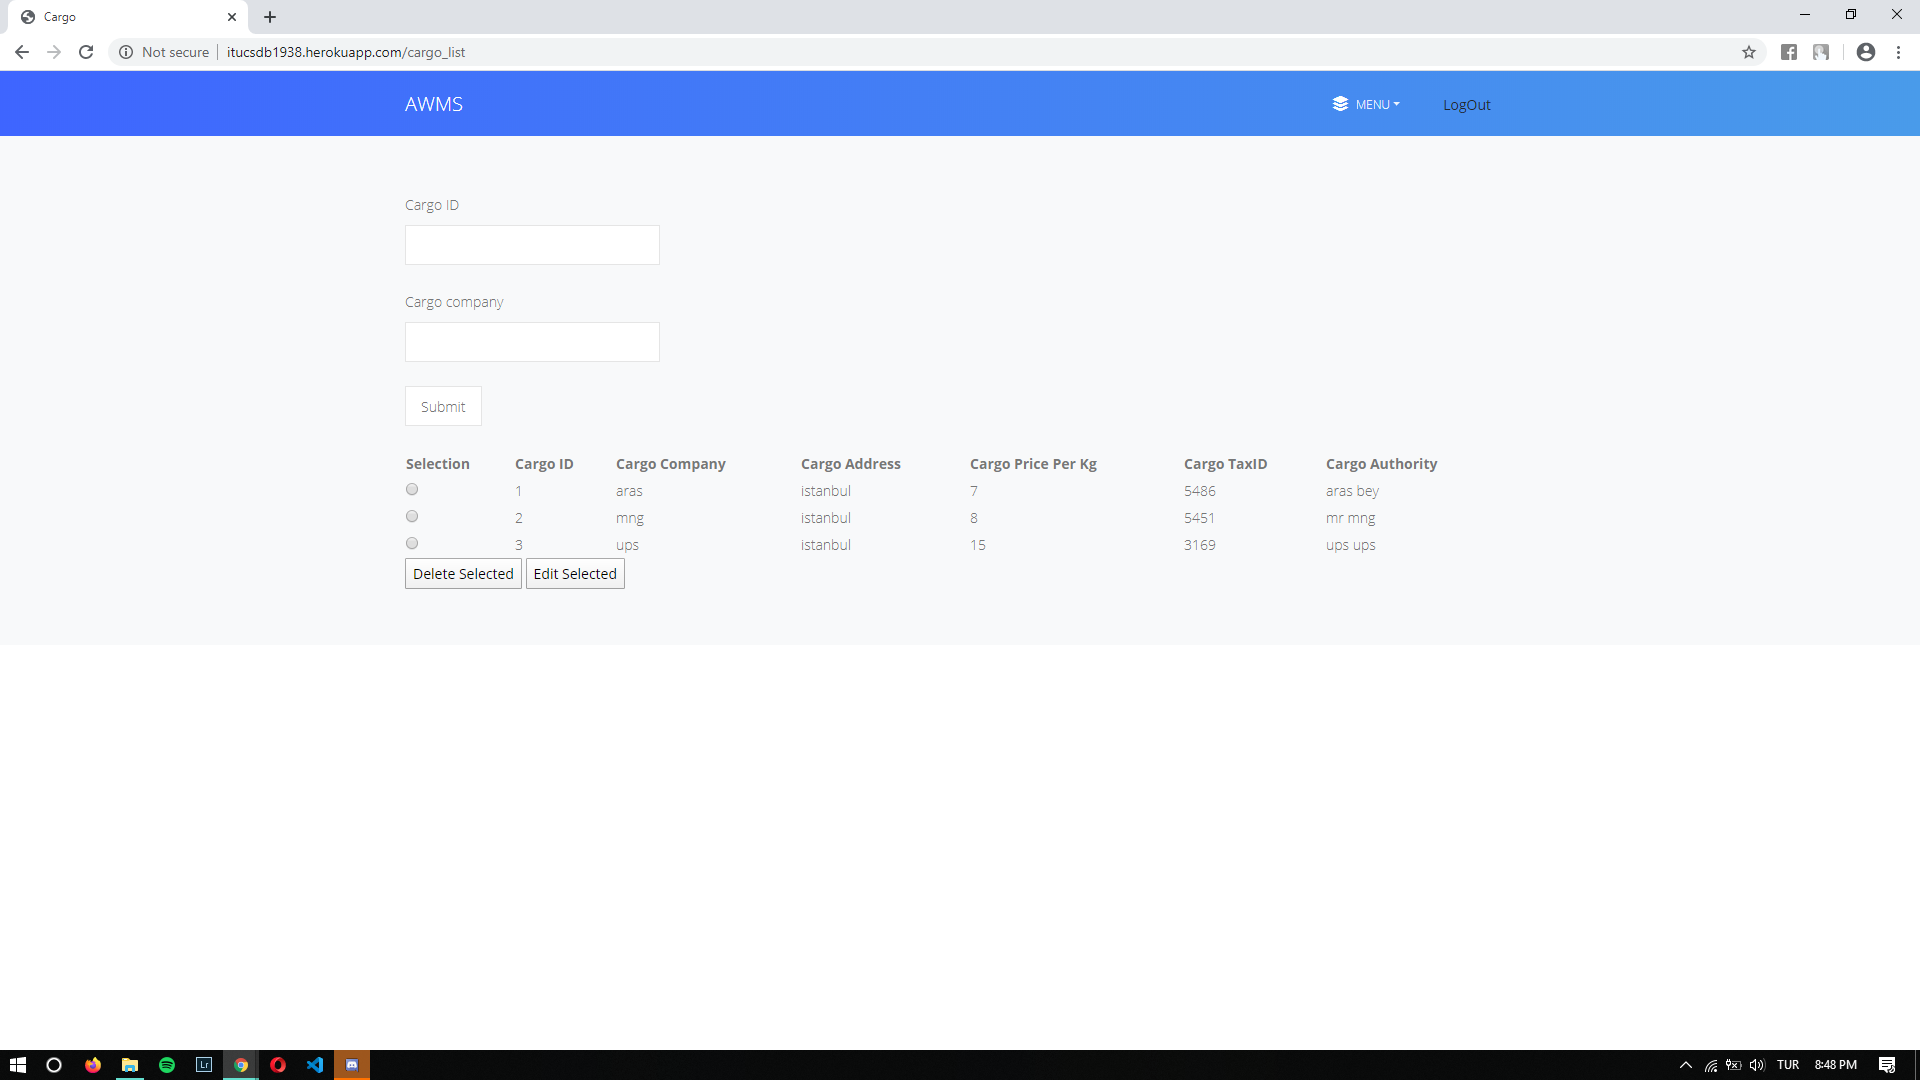 Cargo
Not secure itucsdb1938.herokuapp.com/cargo_list
AWMS MENU LogOut
Cargo ID
Cargo company
Submit
Selection Cargo ID Cargo Company Cargo Address Cargo Price Per Kg Cargo TaxID Cargo Authority
1 aras istanbul 7 5486 aras bey
2 mng istanbul 8 5451 mr mng
3 ups istanbul 15 3169 ups ups
Delete Selected Edit Selected
Lr TUR 8:48 PM